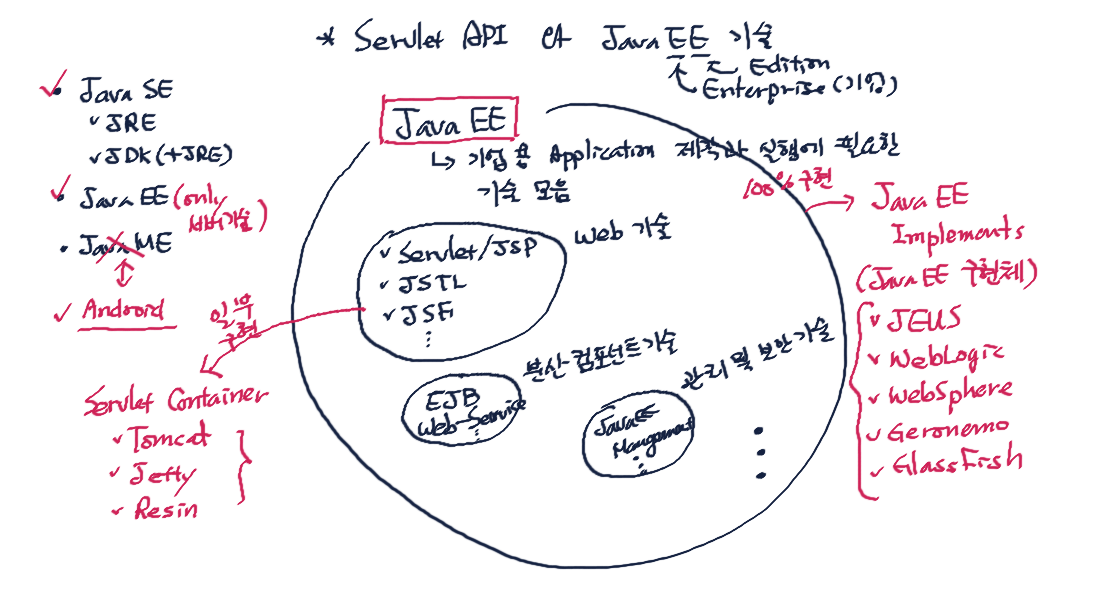 * Servlet API 와 Java EE 기술
Edition
Enterprise (기업)
• Java SE
✓ JRE
✓ JDK (+JRE)
• Java EE (only 서버기술)
• Java ME
✓ Android
Java EE
↳ 기업용 Application 제작과 실행에 필요한
기술 모음
Web 기술
✓ Servlet/JSP
✓ JSTL
✓ JSF
⋮
일부
구현
Servlet Container
✓ Tomcat
✓ Jetty
✓ Resin
분산 컴포넌트 기술
EJB
Web-Service
⋮
관리 및 보안 기술
Java EE
Mangement
⋮
100% 구현
Java EE
Implements
(Java EE 구현체)
✓ JEUS
✓ WebLogic
✓ WebSphere
✓ Geronemo
✓ GlassFish